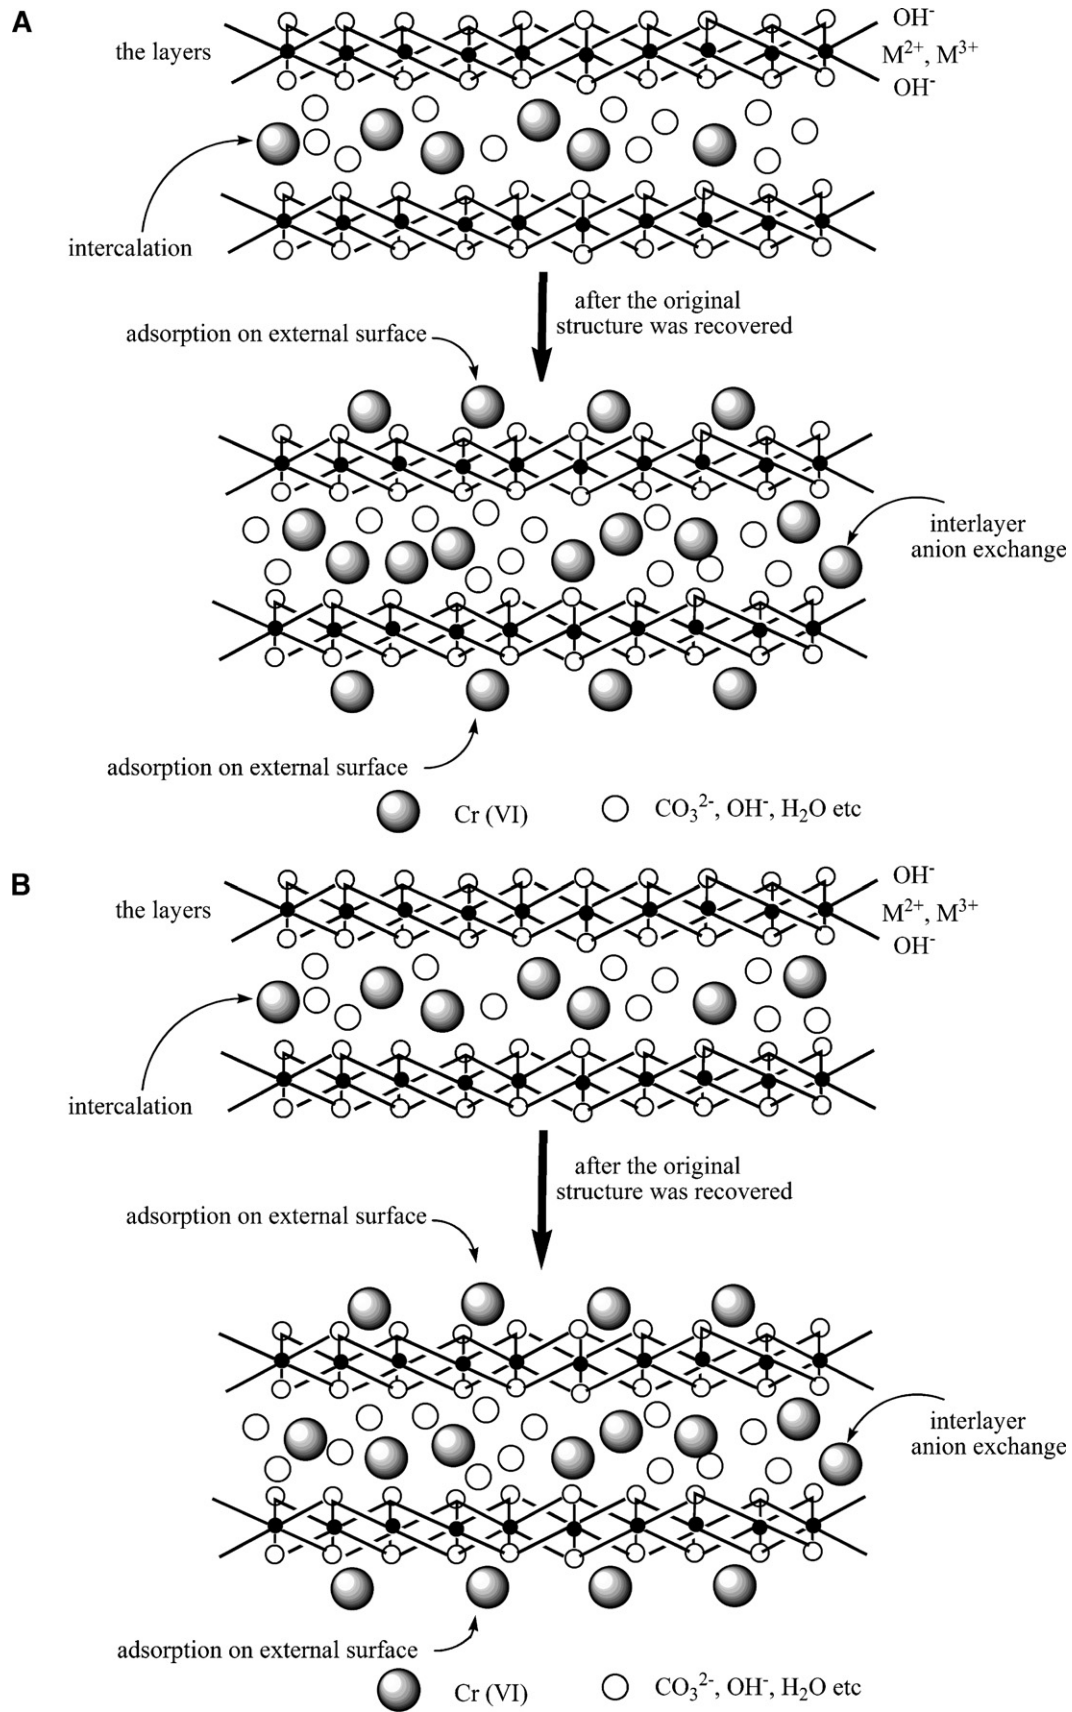 A
the layers
OH⁻
M²⁺, M³⁺
OH⁻
intercalation
after the original
structure was recovered
adsorption on external surface
interlayer
anion exchange
adsorption on external surface
Cr (VI)
CO₃²⁻, OH⁻, H₂O etc
B
the layers
OH⁻
M²⁺, M³⁺
OH⁻
intercalation
after the original
structure was recovered
adsorption on external surface
interlayer
anion exchange
adsorption on external surface
Cr (VI)
CO₃²⁻, OH⁻, H₂O etc